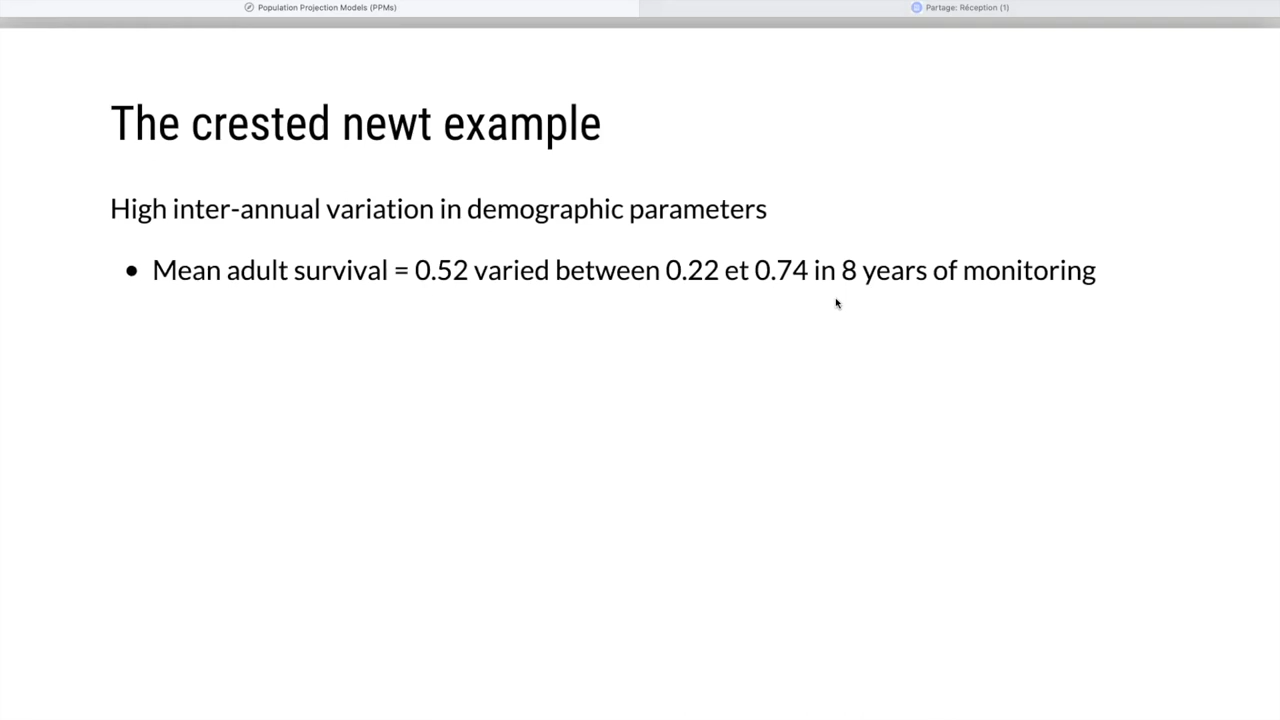 Population Projection Models (PPMs)
Partage: Réception (1)
The crested newt example
High inter-annual variation in demographic parameters
• Mean adult survival = 0.52 varied between 0.22 et 0.74 in 8 years of monitoring